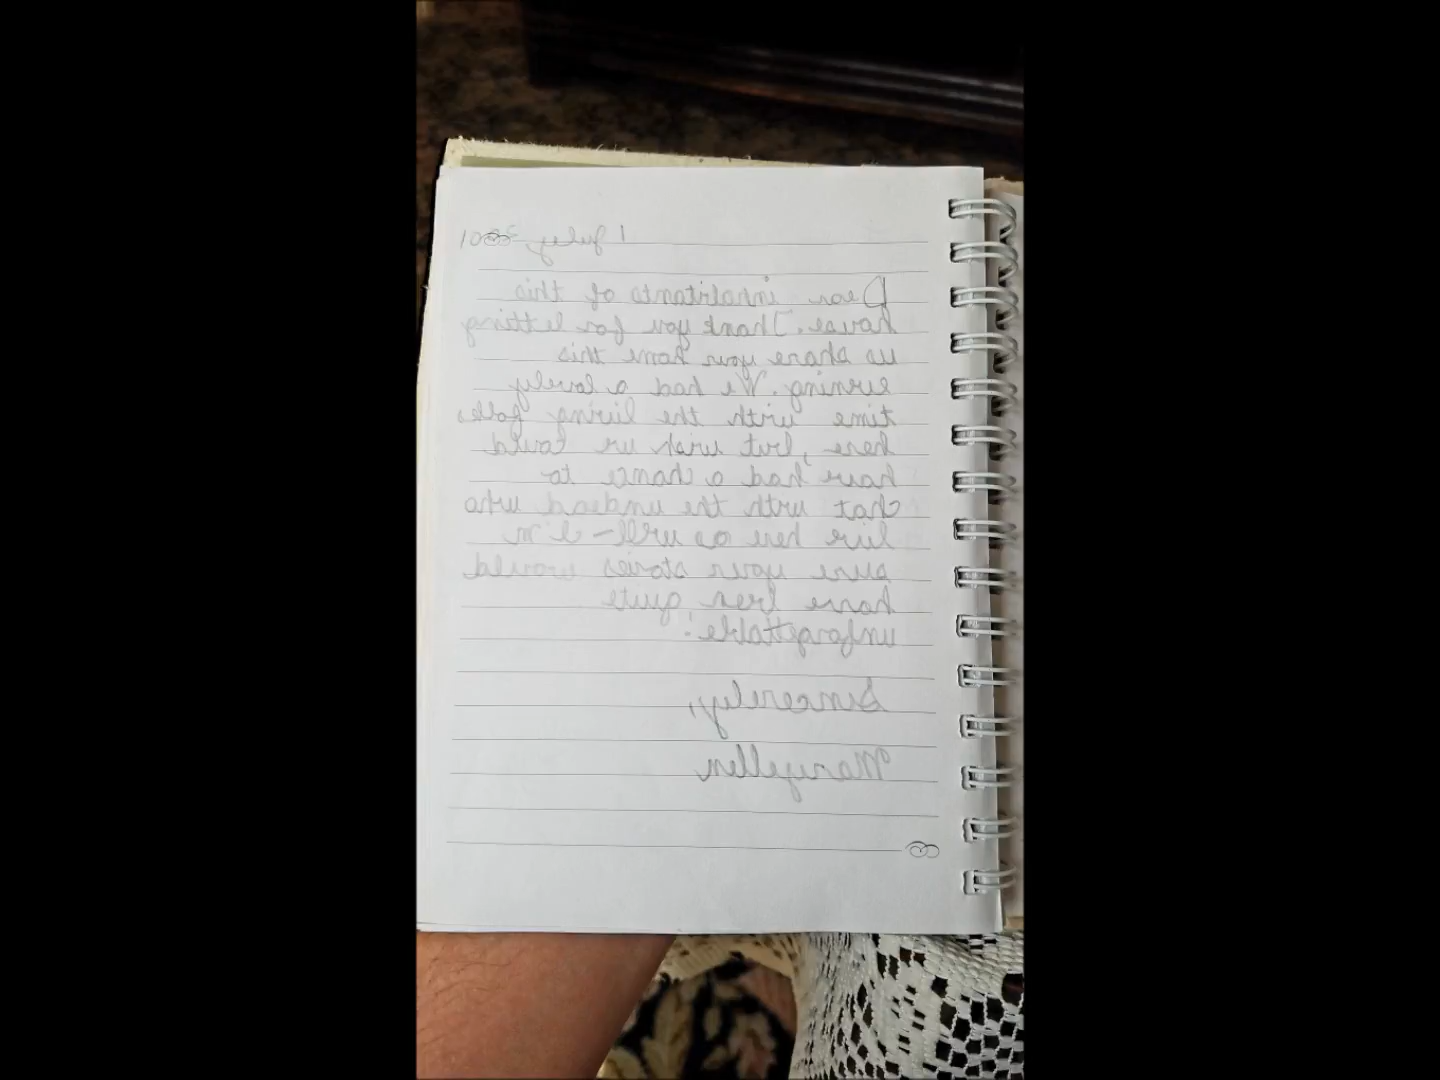 1 July, 2001
Dear inhabitants of this
house. Thank you for letting
us share your home this
evening. We had a lovely
time with the living folks
here, but wish we could
have had a chance to
chat with the undead who
live here as well – I'm
sure your stories would
have been quite
unforgettable!
Sincerely,
Maryellen